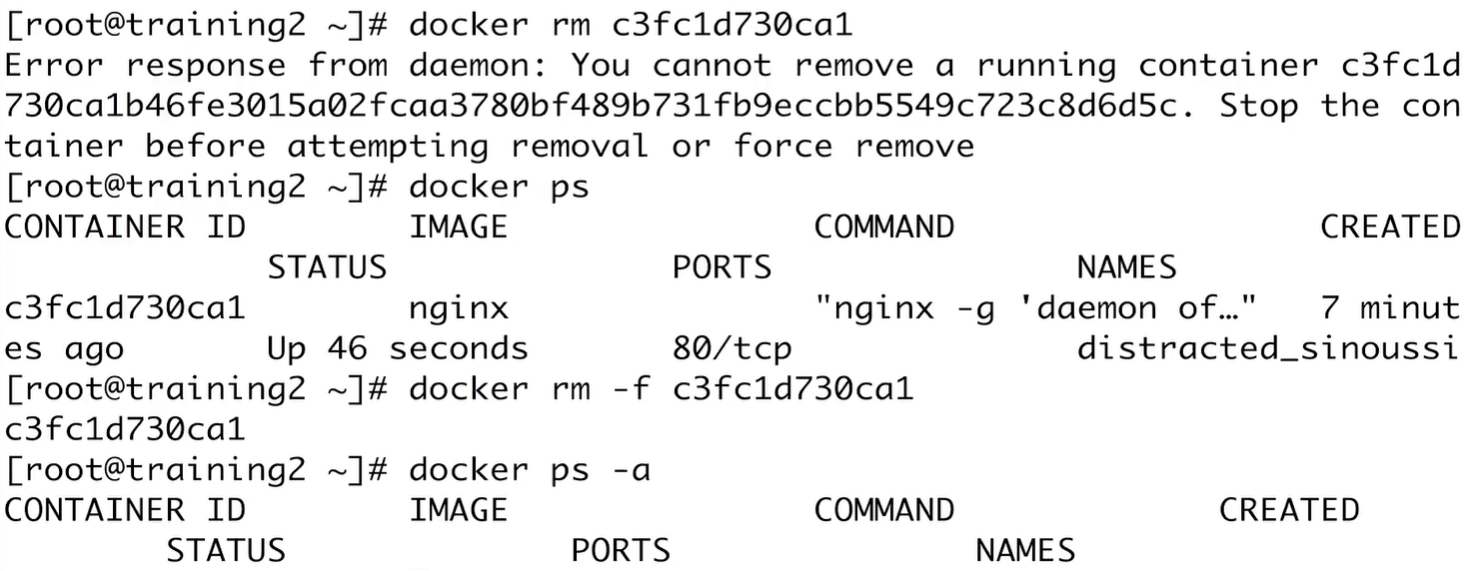 [root@training2 ~]# docker rm c3fc1d730ca1
Error response from daemon: You cannot remove a running container c3fc1d
730ca1b46fe3015a02fcaa3780bf489b731fb9eccbb5549c723c8d6d5c. Stop the con
tainer before attempting removal or force remove
[root@training2 ~]# docker ps
CONTAINER ID        IMAGE               COMMAND                  CREATED
             STATUS              PORTS               NAMES
c3fc1d730ca1        nginx               "nginx -g 'daemon of…"   7 minut
es ago       Up 46 seconds       80/tcp              distracted_sinoussi
[root@training2 ~]# docker rm -f c3fc1d730ca1
c3fc1d730ca1
[root@training2 ~]# docker ps -a
CONTAINER ID        IMAGE               COMMAND             CREATED
        STATUS              PORTS               NAMES